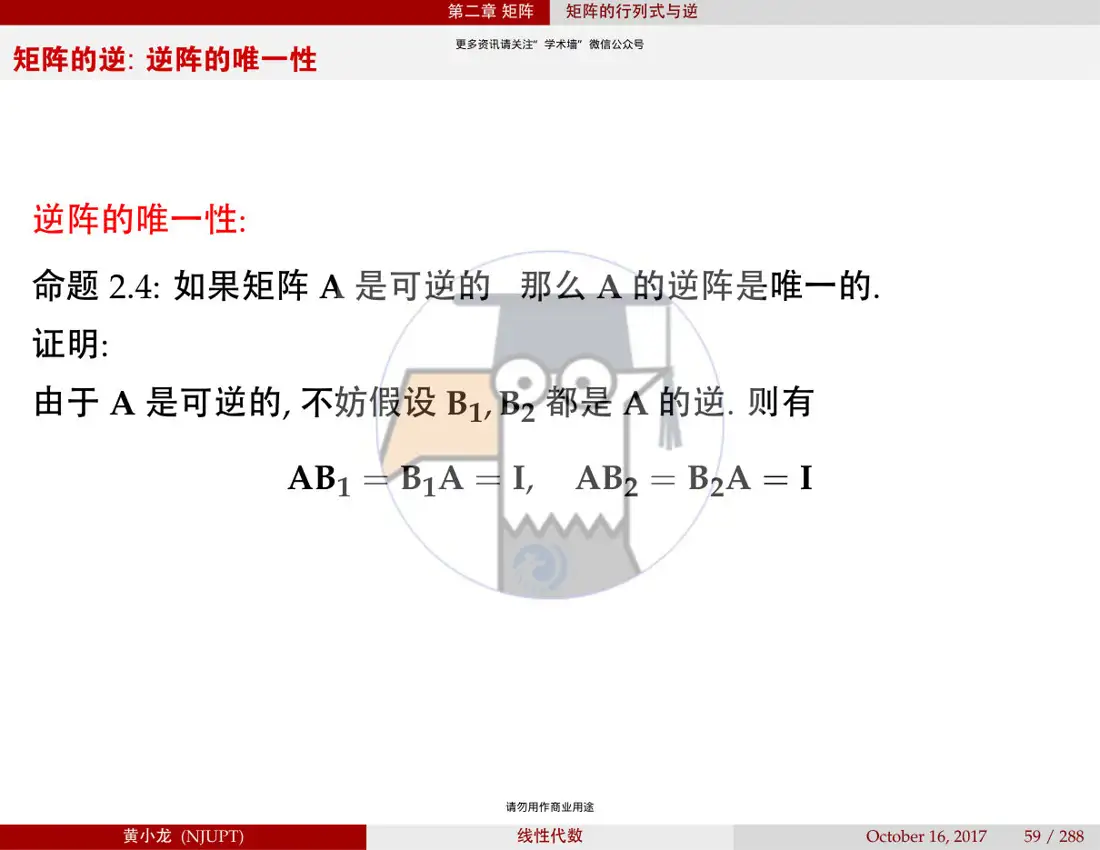 第二章 矩阵 矩阵的行列式与逆
更多资讯请关注“学术墙”微信公众号
矩阵的逆: 逆阵的唯一性
逆阵的唯一性:
命题 2.4: 如果矩阵 A 是可逆的 那么 A 的逆阵是唯一的.
证明:
由于 A 是可逆的, 不妨假设 B₁, B₂ 都是 A 的逆. 则有
AB₁ = B₁A = I, AB₂ = B₂A = I
请勿用作商业用途
黄小龙 (NJUPT) 线性代数 October 16, 2017 59 / 288